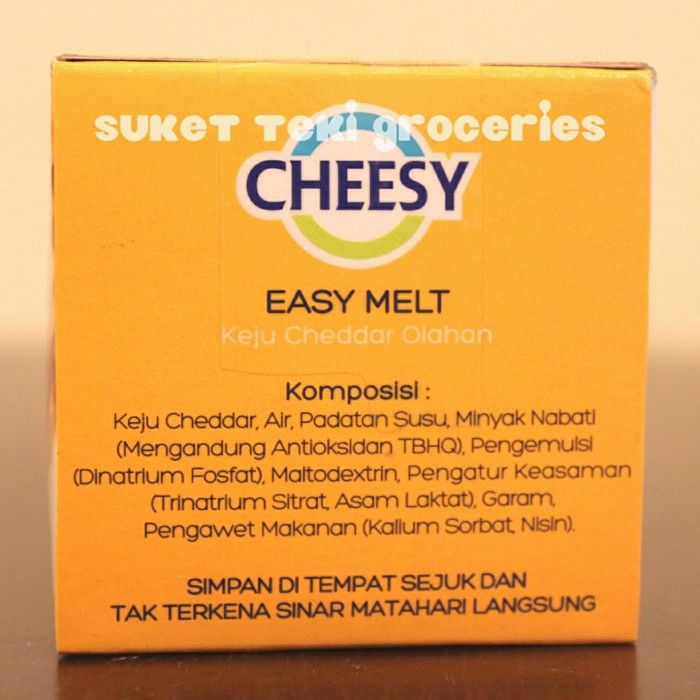 SUKET TEKI GROCERIES
CHEESY
EASY MELT
Keju Cheddar Olahan
Komposisi :
Keju Cheddar, Air, Padatan Susu, Minyak Nabati
(Mengandung Antioksidan TBHQ), Pengemulsi
(Dinatrium Fosfat), Maltodextrin, Pengatur Keasaman
(Trinatrium Sitrat, Asam Laktat), Garam,
Pengawet Makanan (Kalium Sorbat, Nisin).
SIMPAN DI TEMPAT SEJUK DAN
TAK TERKENA SINAR MATAHARI LANGSUNG